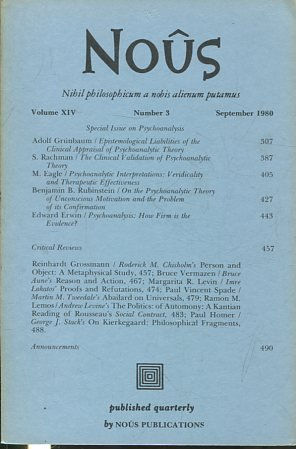 NOÛS
Nihil philosophicum a nobis alienum putamus
Volume XIV Number 3 September 1980
Special Issue on Psychoanalysis
Adolf Grünbaum / Epistemological Liabilities of the 307
Clinical Appraisal of Psychoanalytic Theory
S. Rachman / The Clinical Validation of Psychoanalytic 387
Theory
M. Eagle / Psychoanalytic Interpretations: Veridicality 405
and Therapeutic Effectiveness
Benjamin B. Rubinstein / On the Psychoanalytic Theory
of Unconscious Motivation and the Problem 427
of its Confirmation
Edward Erwin / Psychoanalysis: How Firm is the 443
Evidence?
Critical Reviews 457
Reinhardt Grossmann / Roderick M. Chisholm's Person and
Object: A Metaphysical Study, 457; Bruce Vermazen / Bruce
Aune's Reason and Action, 467; Margarita R. Levin / Imre
Lakatos' Proofs and Refutations, 474; Paul Vincent Spade /
Martin M. Tweedale's Abailard on Universals, 479; Ramon M.
Lemos / Andrew Levine's The Politics of Automony: A Kantian
Reading of Rousseau's Social Contract, 483; Paul Homer /
George J. Stack's On Kierkegaard: Philosophical Fragments,
488.
Announcements 490
published quarterly
by NOÛS PUBLICATIONS